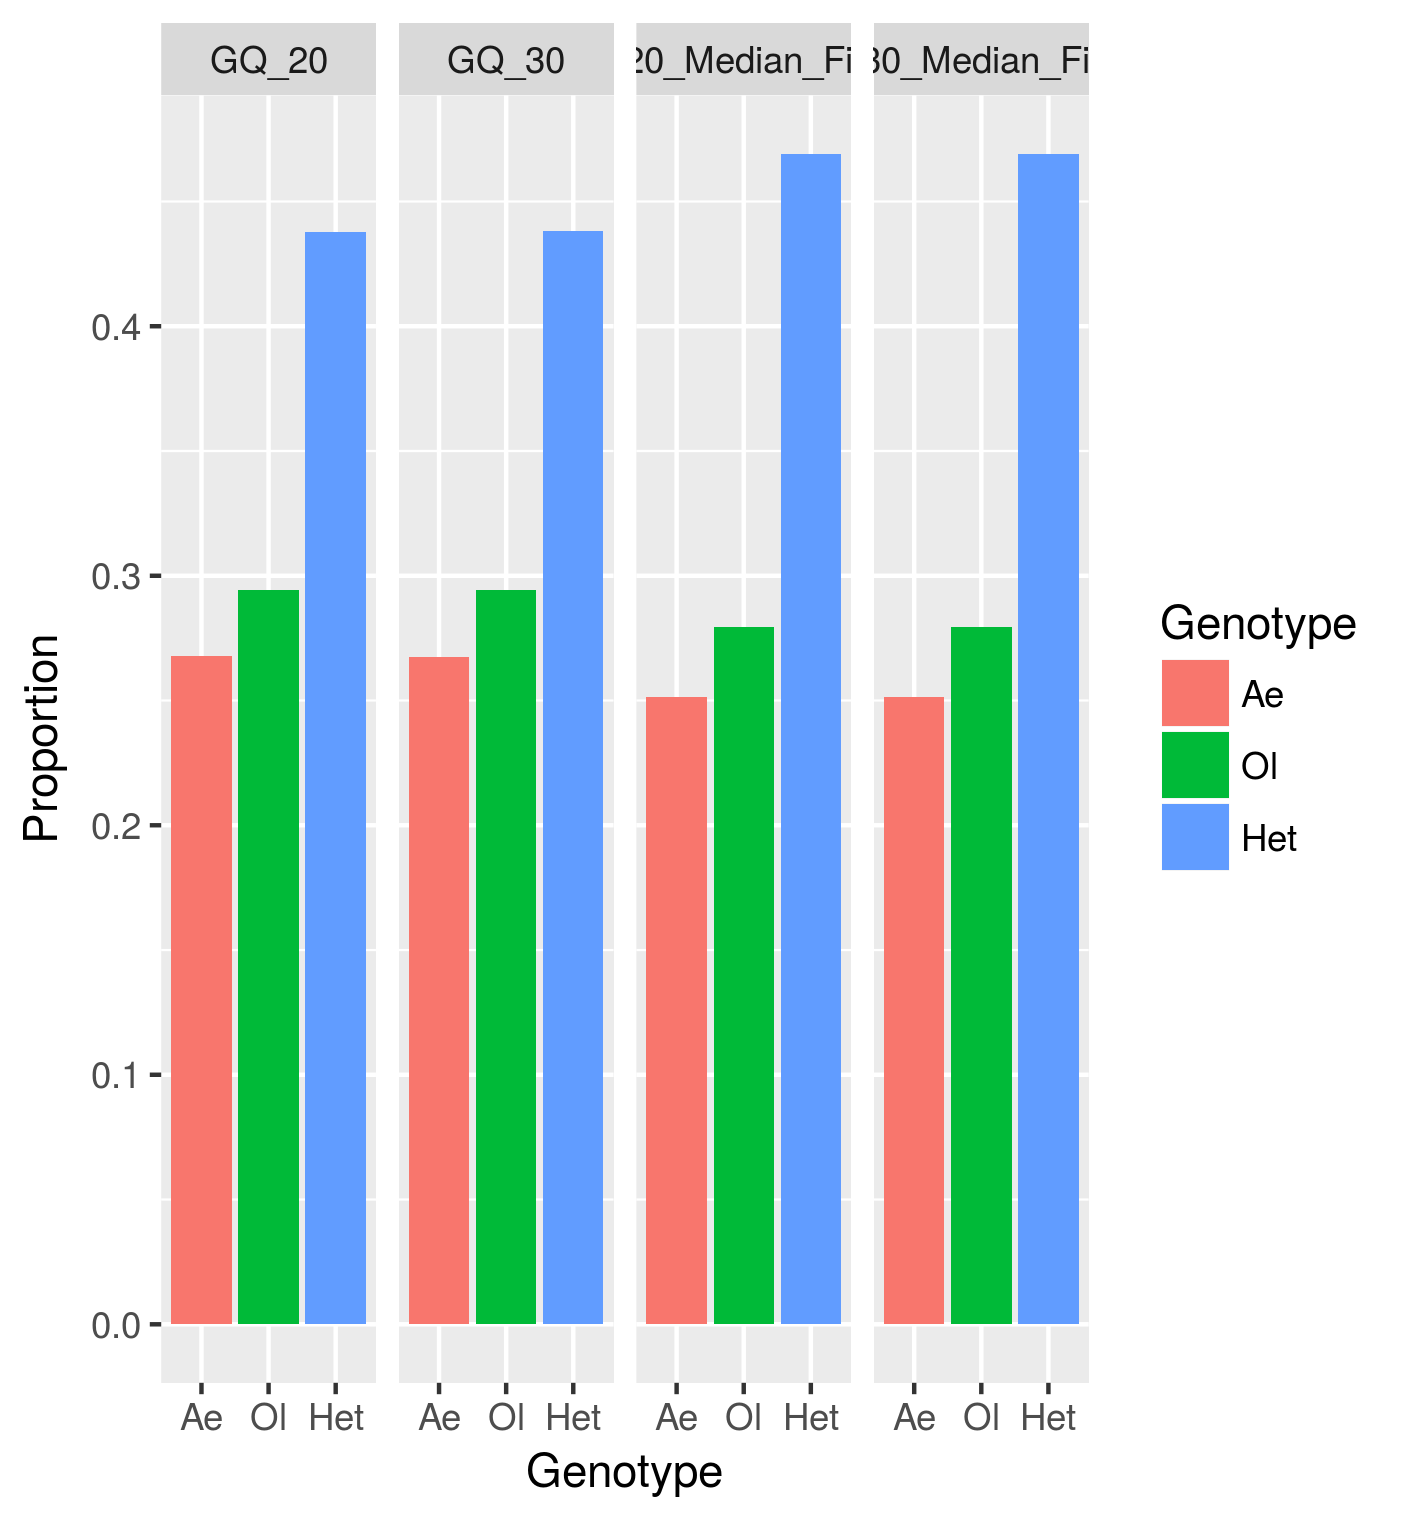 GQ_20 GQ_30 20_Median_Fi 30_Median_Fi
0.4
0.3
0.2
0.1
0.0
Proportion
Ae Ol Het Ae Ol Het Ae Ol Het Ae Ol Het
Genotype
Genotype
Ae
Ol
Het